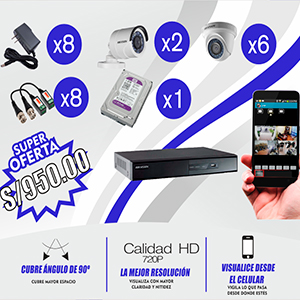 x8
x2
x6
x8
x1
SUPER
OFERTA
S/950.00
CUBRE ÁNGULO DE 90°
CUBRE MAYOR ESPACIO
Calidad HD
720P
LA MEJOR RESOLUCIÓN
VISUALIZA CON MAYOR
CLARIDAD Y NITIDEZ
VISUALICE DESDE
EL CELULAR
VIGILA LO QUE PASA
DESDE DONDE ESTES